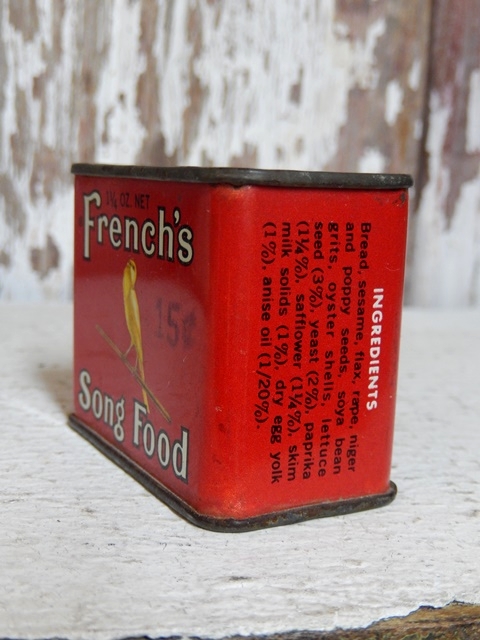 1¼ OZ. NET
French's
15¢
Song Food
INGREDIENTS
Bread, sesame, flax, rape, niger
and poppy seeds, soya bean
grits, oyster shells, lettuce
seed (3%), yeast (2%), paprika
(1¼%), safflower (1¼%), skim
milk solids (1%), dry egg yolk
(1%), anise oil (1/20%).